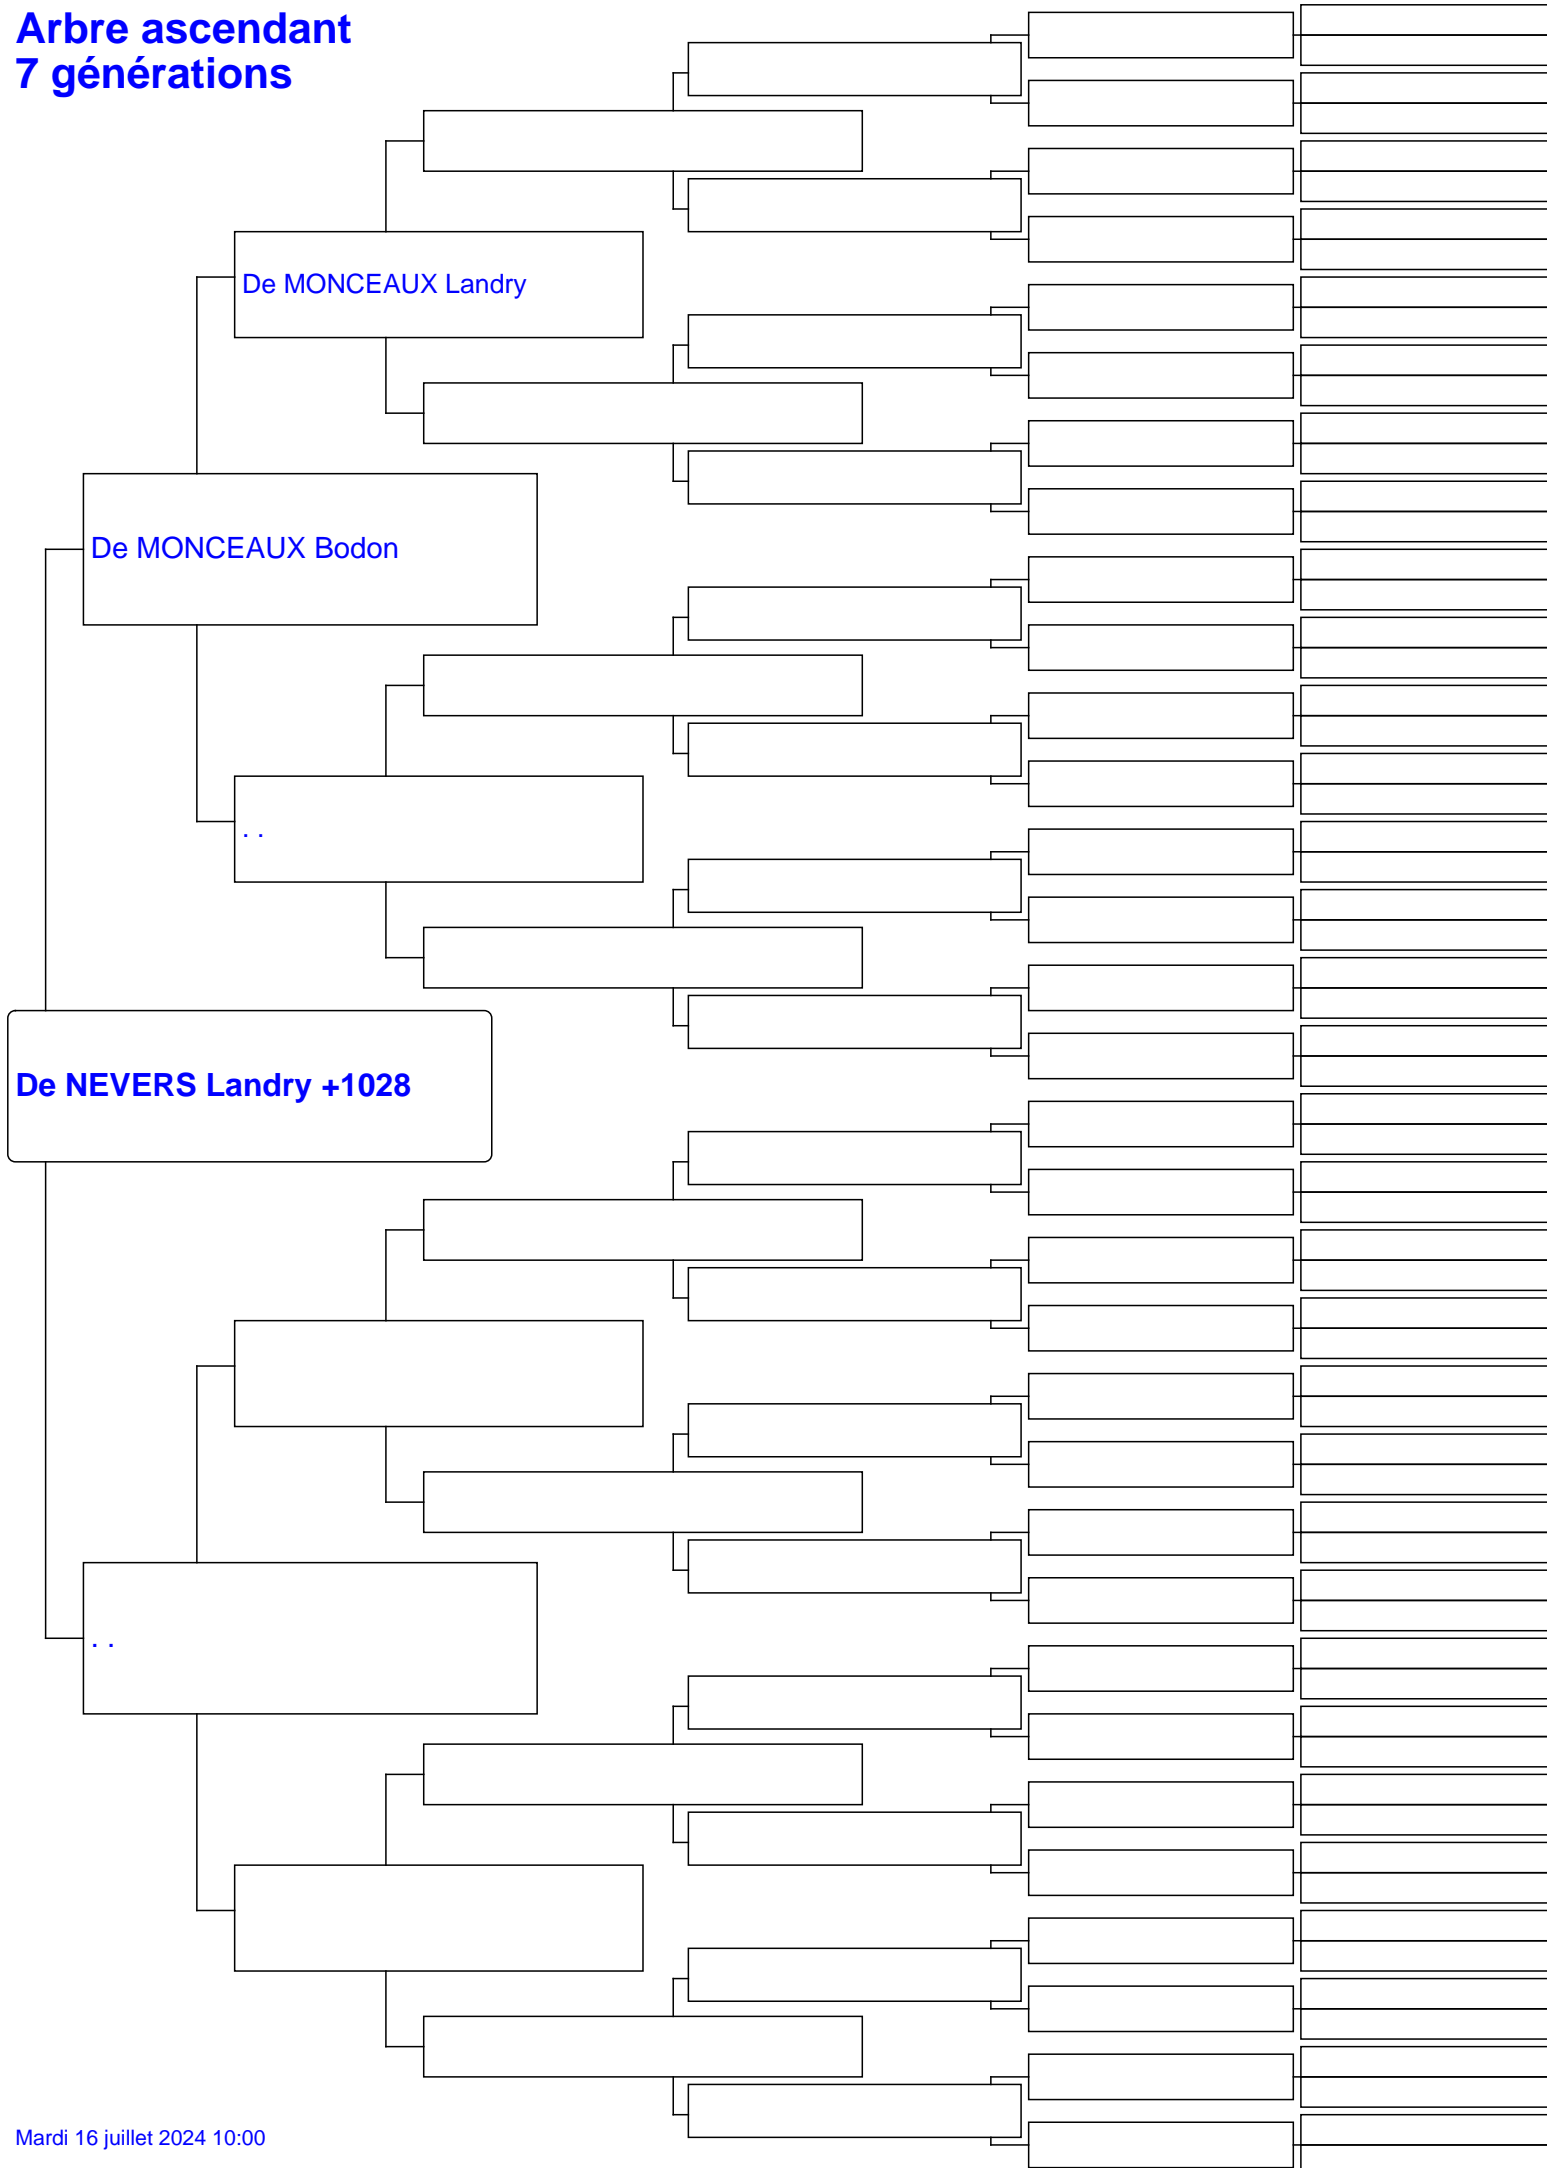 Arbre ascendant
7 générations
De MONCEAUX Landry
De MONCEAUX Bodon
. .
De NEVERS Landry +1028
. .
Mardi 16 juillet 2024 10:00